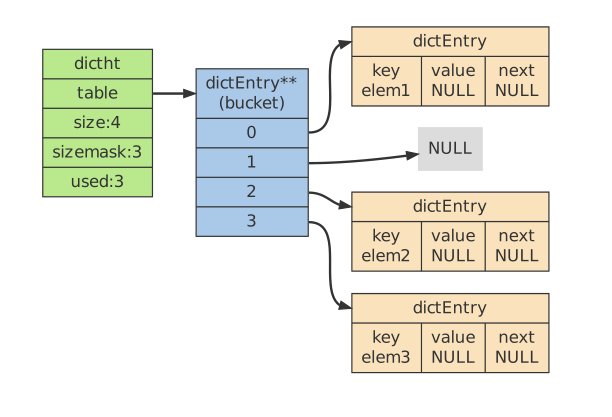 dictht
table
size:4
sizemask:3
used:3
dictEntry**
(bucket)
0
1
2
3
dictEntry
key value next
elem1 NULL NULL
NULL
dictEntry
key value next
elem2 NULL NULL
dictEntry
key value next
elem3 NULL NULL